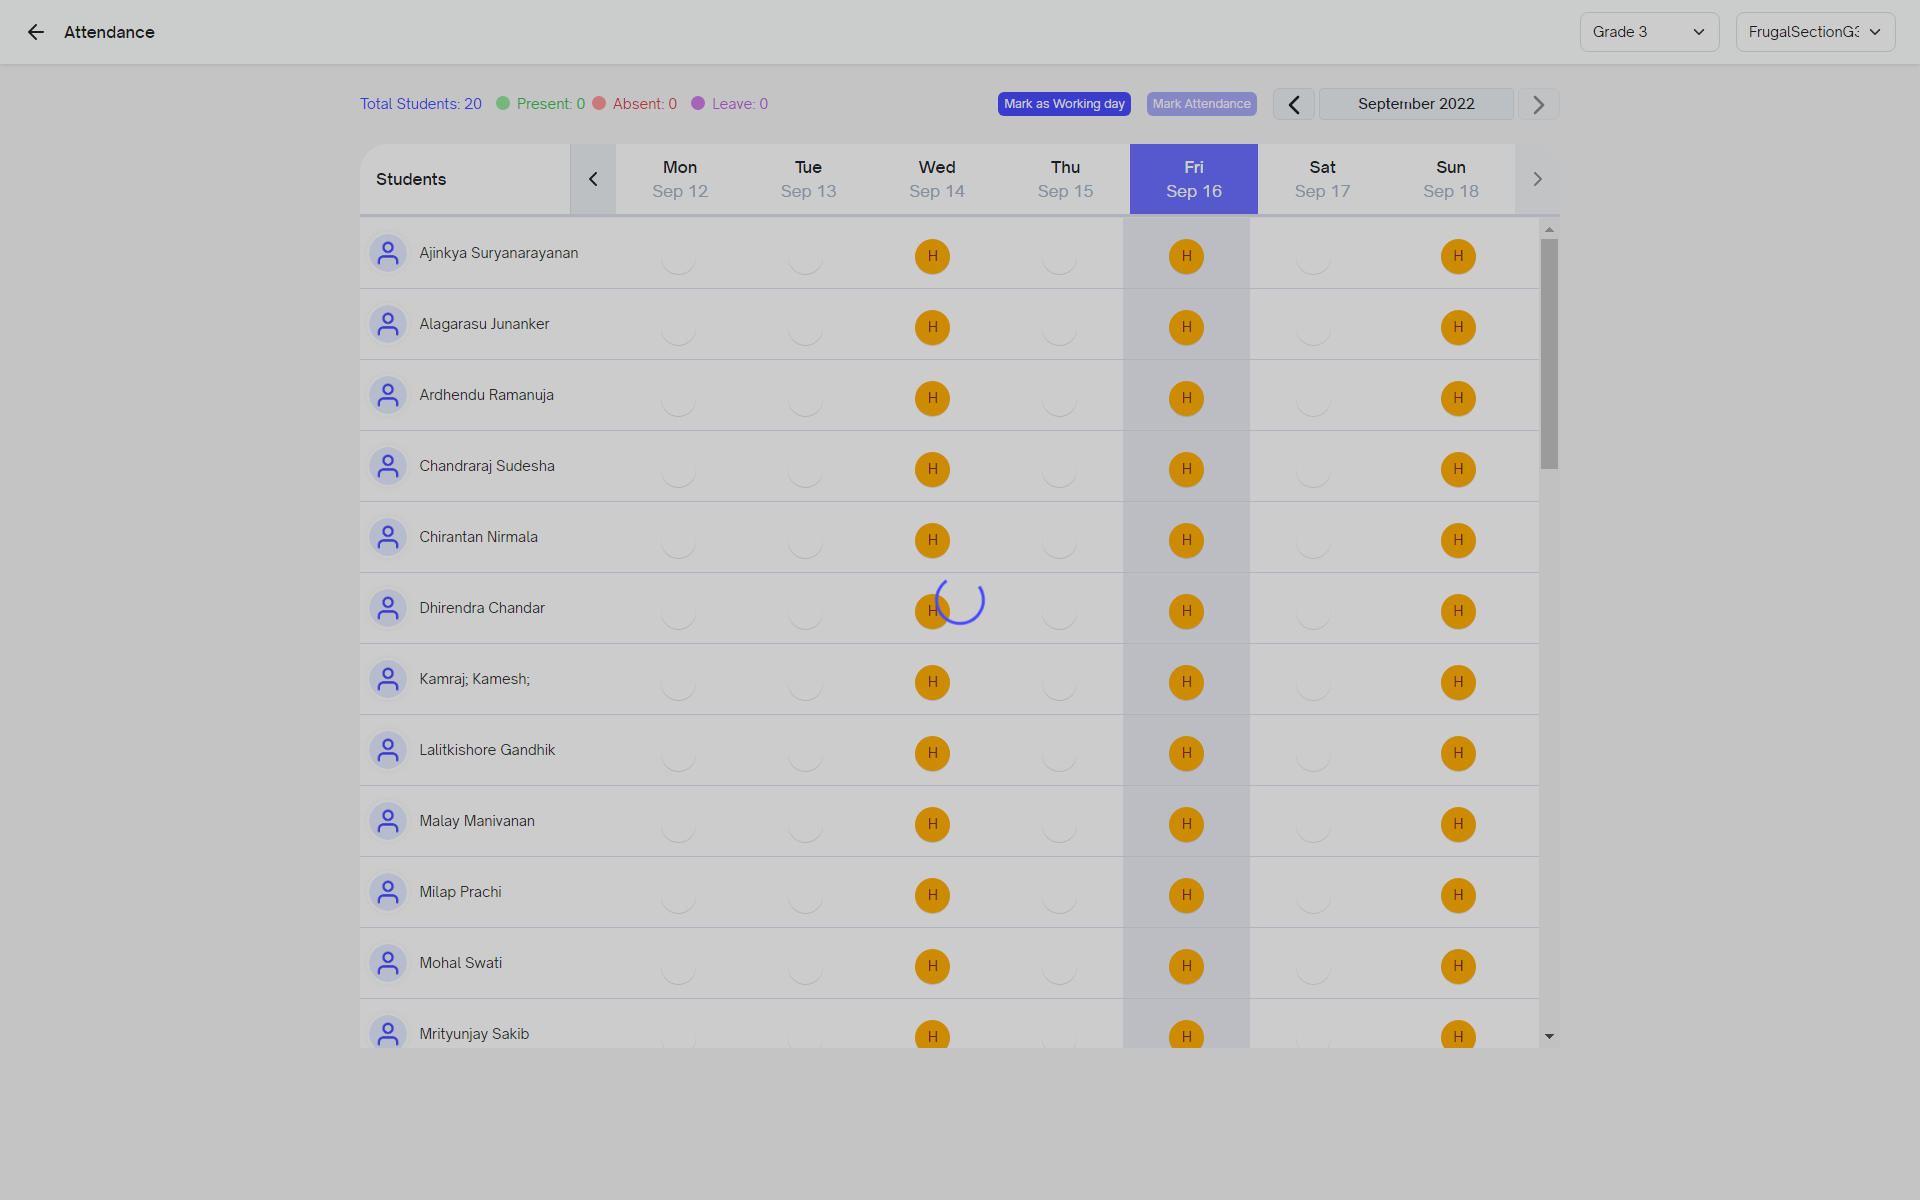 Attendance
Grade 3
FrugalSectionG3
Total Students: 20 Present: 0 Absent: 0 Leave: 0
Mark as Working day
Mark Attendance
September 2022
Students Mon Tue Wed Thu Fri Sat Sun
Sep 12 Sep 13 Sep 14 Sep 15 Sep 16 Sep 17 Sep 18
Ajinkya Suryanarayanan H H H
Alagarasu Junanker H H H
Ardhendu Ramanuja H H H
Chandraraj Sudesha H H H
Chirantan Nirmala H H H
Dhirendra Chandar H H H
Kamraj; Kamesh; H H H
Lalitkishore Gandhik H H H
Malay Manivanan H H H
Milap Prachi H H H
Mohal Swati H H H
Mrityunjay Sakib H H H